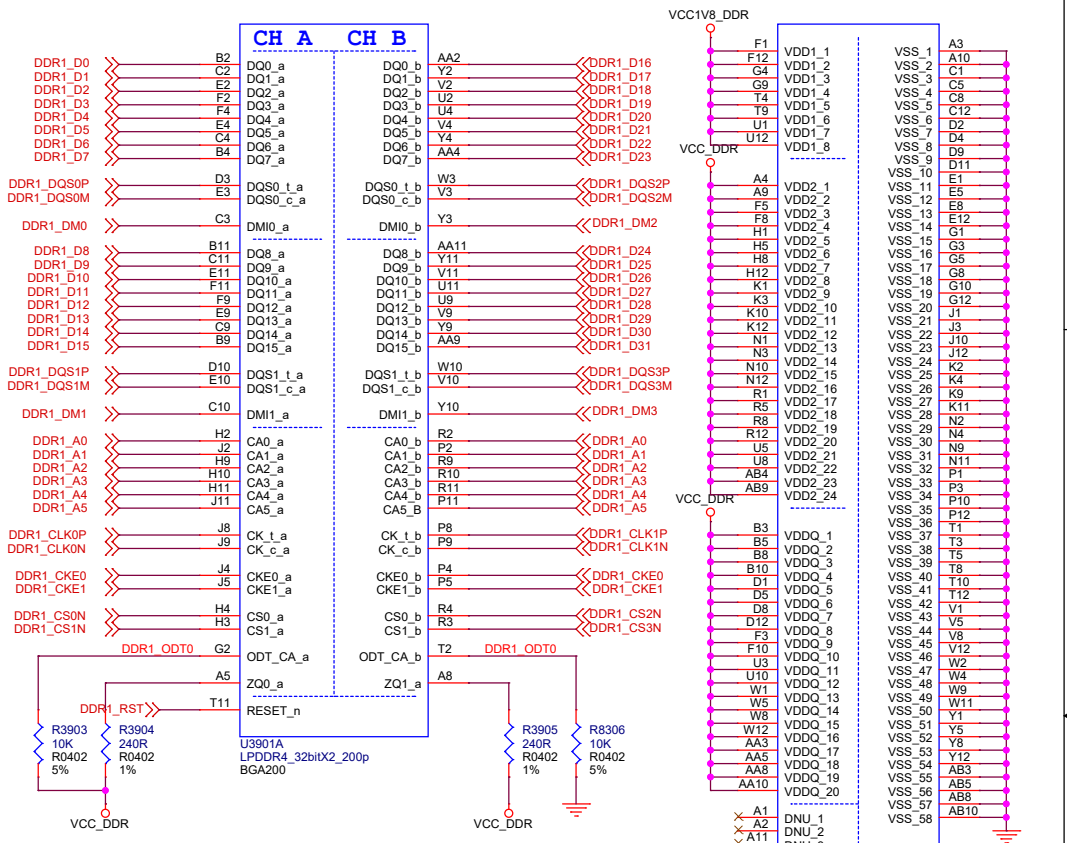 CH A CH B
DDR1_D0 B2 DQ0_a DQ0_b AA2 DDR1_D16
DDR1_D1 C2 DQ1_a DQ1_b Y2 DDR1_D17
DDR1_D2 E2 DQ2_a DQ2_b V2 DDR1_D18
DDR1_D3 F2 DQ3_a DQ3_b U2 DDR1_D19
DDR1_D4 F4 DQ4_a DQ4_b U4 DDR1_D20
DDR1_D5 E4 DQ5_a DQ5_b V4 DDR1_D21
DDR1_D6 C4 DQ6_a DQ6_b Y4 DDR1_D22
DDR1_D7 B4 DQ7_a DQ7_b AA4 DDR1_D23
DDR1_DQS0P D3 DQS0_t_a DQS0_t_b W3 DDR1_DQS2P
DDR1_DQS0M E3 DQS0_c_a DQS0_c_b V3 DDR1_DQS2M
DDR1_DM0 C3 DMI0_a DMI0_b Y3 DDR1_DM2
DDR1_D8 B11 DQ8_a DQ8_b AA11 DDR1_D24
DDR1_D9 C11 DQ9_a DQ9_b Y11 DDR1_D25
DDR1_D10 E11 DQ10_a DQ10_b V11 DDR1_D26
DDR1_D11 F11 DQ11_a DQ11_b U11 DDR1_D27
DDR1_D12 F9 DQ12_a DQ12_b U9 DDR1_D28
DDR1_D13 E9 DQ13_a DQ13_b V9 DDR1_D29
DDR1_D14 C9 DQ14_a DQ14_b Y9 DDR1_D30
DDR1_D15 B9 DQ15_a DQ15_b AA9 DDR1_D31
DDR1_DQS1P D10 DQS1_t_a DQS1_t_b W10 DDR1_DQS3P
DDR1_DQS1M E10 DQS1_c_a DQS1_c_b V10 DDR1_DQS3M
DDR1_DM1 C10 DMI1_a DMI1_b Y10 DDR1_DM3
DDR1_A0 H2 CA0_a CA0_b R2 DDR1_A0
DDR1_A1 J2 CA1_a CA1_b P2 DDR1_A1
DDR1_A2 H9 CA2_a CA2_b R9 DDR1_A2
DDR1_A3 H10 CA3_a CA3_b R10 DDR1_A3
DDR1_A4 H11 CA4_a CA4_b R11 DDR1_A4
DDR1_A5 J11 CA5_a CA5_B P11 DDR1_A5
DDR1_CLK0P J8 CK_t_a CK_t_b P8 DDR1_CLK1P
DDR1_CLK0N J9 CK_c_a CK_c_b P9 DDR1_CLK1N
DDR1_CKE0 J4 CKE0_a CKE0_b P4 DDR1_CKE0
DDR1_CKE1 J5 CKE1_a CKE1_b P5 DDR1_CKE1
DDR1_CS0N H4 CS0_a CS0_b R4 DDR1_CS2N
DDR1_CS1N H3 CS1_a CS1_b R3 DDR1_CS3N
DDR1_ODT0 G2 ODT_CA_a ODT_CA_b T2 DDR1_ODT0
A5 ZQ0_a ZQ1_a A8
DDR1_RST T11 RESET_n
R3903
10K
R0402
5%
R3904
240R
R0402
1%
U3901A
LPDDR4_32bitX2_200p
BGA200
R3905
240R
R0402
1%
R8306
10K
R0402
5%
VCC_DDR
VCC_DDR
VCC1V8_DDR
F1 VDD1_1
F12 VDD1_2
G4 VDD1_3
G9 VDD1_4
T4 VDD1_5
T9 VDD1_6
U1 VDD1_7
U12 VDD1_8
VCC_DDR
A4 VDD2_1
A9 VDD2_2
F5 VDD2_3
F8 VDD2_4
H1 VDD2_5
H5 VDD2_6
H8 VDD2_7
H12 VDD2_8
K1 VDD2_9
K3 VDD2_10
K10 VDD2_11
K12 VDD2_12
N1 VDD2_13
N3 VDD2_14
N10 VDD2_15
N12 VDD2_16
R1 VDD2_17
R5 VDD2_18
R8 VDD2_19
R12 VDD2_20
U5 VDD2_21
U8 VDD2_22
AB4 VDD2_23
AB9 VDD2_24
VCC_DDR
B3 VDDQ_1
B5 VDDQ_2
B8 VDDQ_3
B10 VDDQ_4
D1 VDDQ_5
D5 VDDQ_6
D8 VDDQ_7
D12 VDDQ_8
F3 VDDQ_9
F10 VDDQ_10
U3 VDDQ_11
U10 VDDQ_12
W1 VDDQ_13
W5 VDDQ_14
W8 VDDQ_15
W12 VDDQ_16
AA3 VDDQ_17
AA5 VDDQ_18
AA8 VDDQ_19
AA10 VDDQ_20
A1 DNU_1
A2 DNU_2
A11
VSS_1 A3
VSS_2 A10
VSS_3 C1
VSS_4 C5
VSS_5 C8
VSS_6 C12
VSS_7 D2
VSS_8 D4
VSS_9 D9
VSS_10 D11
VSS_11 E1
VSS_12 E5
VSS_13 E8
VSS_14 E12
VSS_15 G1
VSS_16 G3
VSS_17 G5
VSS_18 G8
VSS_19 G10
VSS_20 G12
VSS_21 J1
VSS_22 J3
VSS_23 J10
VSS_24 J12
VSS_25 K2
VSS_26 K4
VSS_27 K9
VSS_28 K11
VSS_29 N2
VSS_30 N4
VSS_31 N9
VSS_32 N11
VSS_33 P1
VSS_34 P3
VSS_35 P10
VSS_36 P12
VSS_37 T1
VSS_38 T3
VSS_39 T5
VSS_40 T8
VSS_41 T10
VSS_42 T12
VSS_43 V1
VSS_44 V5
VSS_45 V8
VSS_46 V12
VSS_47 W2
VSS_48 W4
VSS_49 W9
VSS_50 W11
VSS_51 Y1
VSS_52 Y5
VSS_53 Y8
VSS_54 Y12
VSS_55 AB3
VSS_56 AB5
VSS_57 AB8
VSS_58 AB10